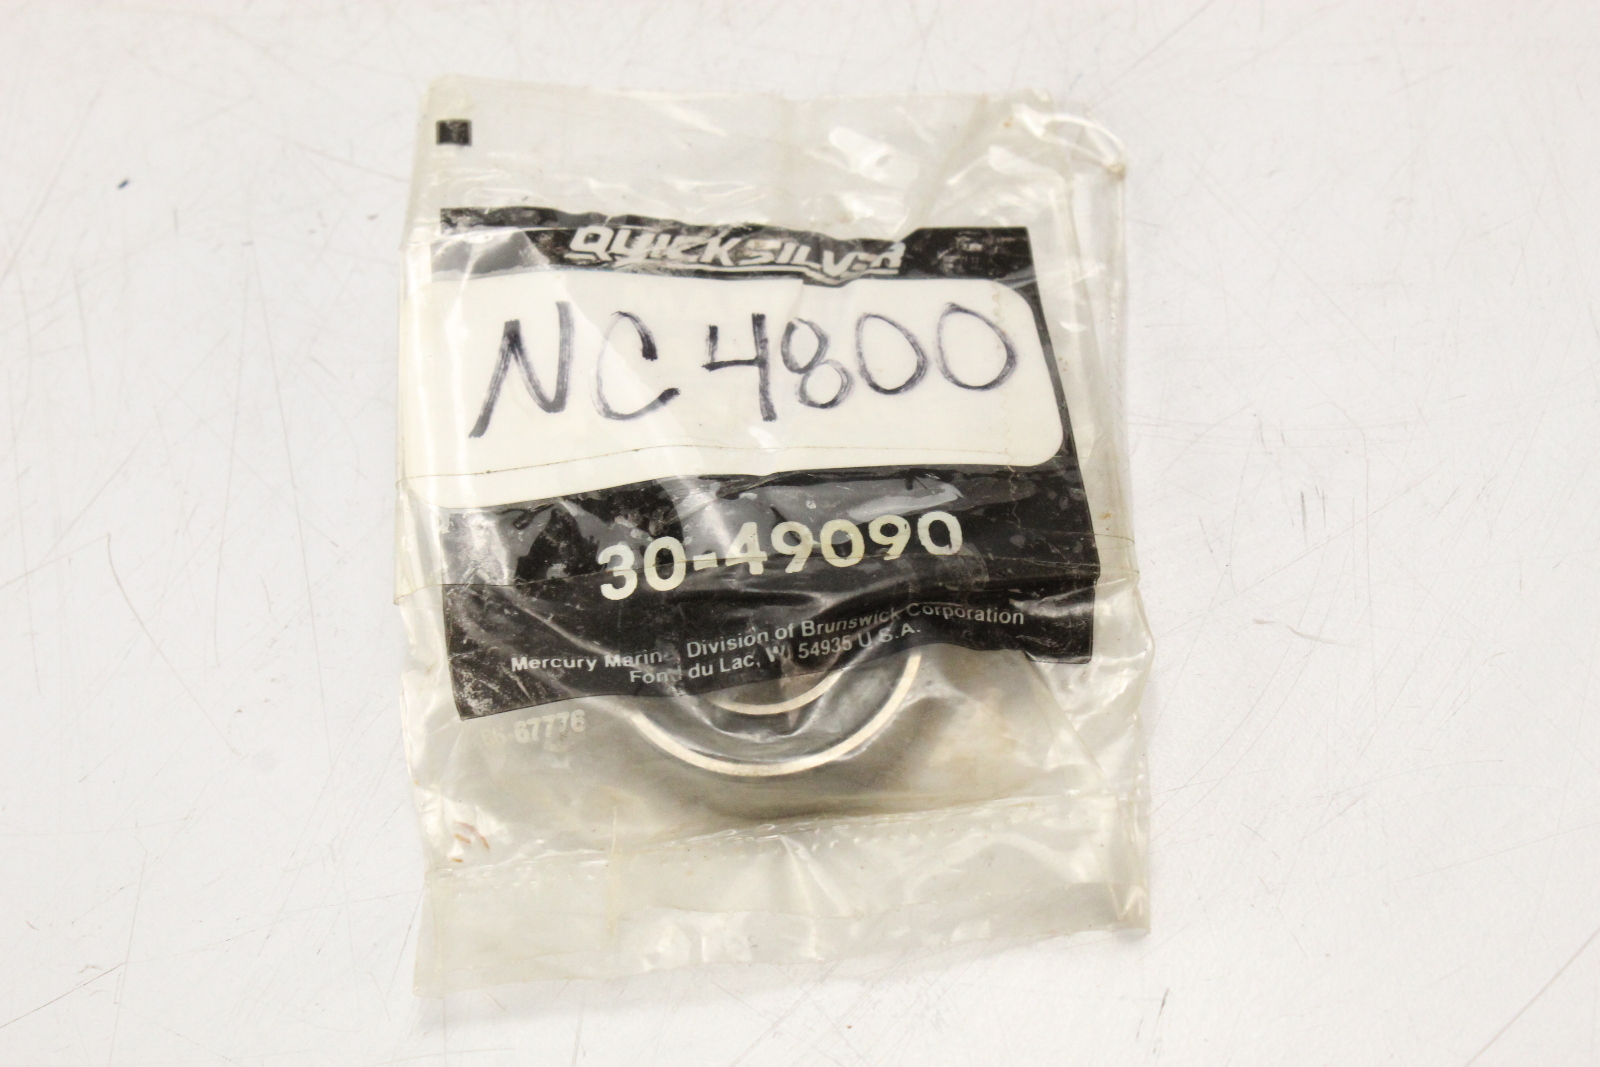 QUICKSILVER
NC 4800
30-49090
Mercury Marine, Division of Brunswick Corporation
Fond du Lac, WI 54935 U.S.A.
67776